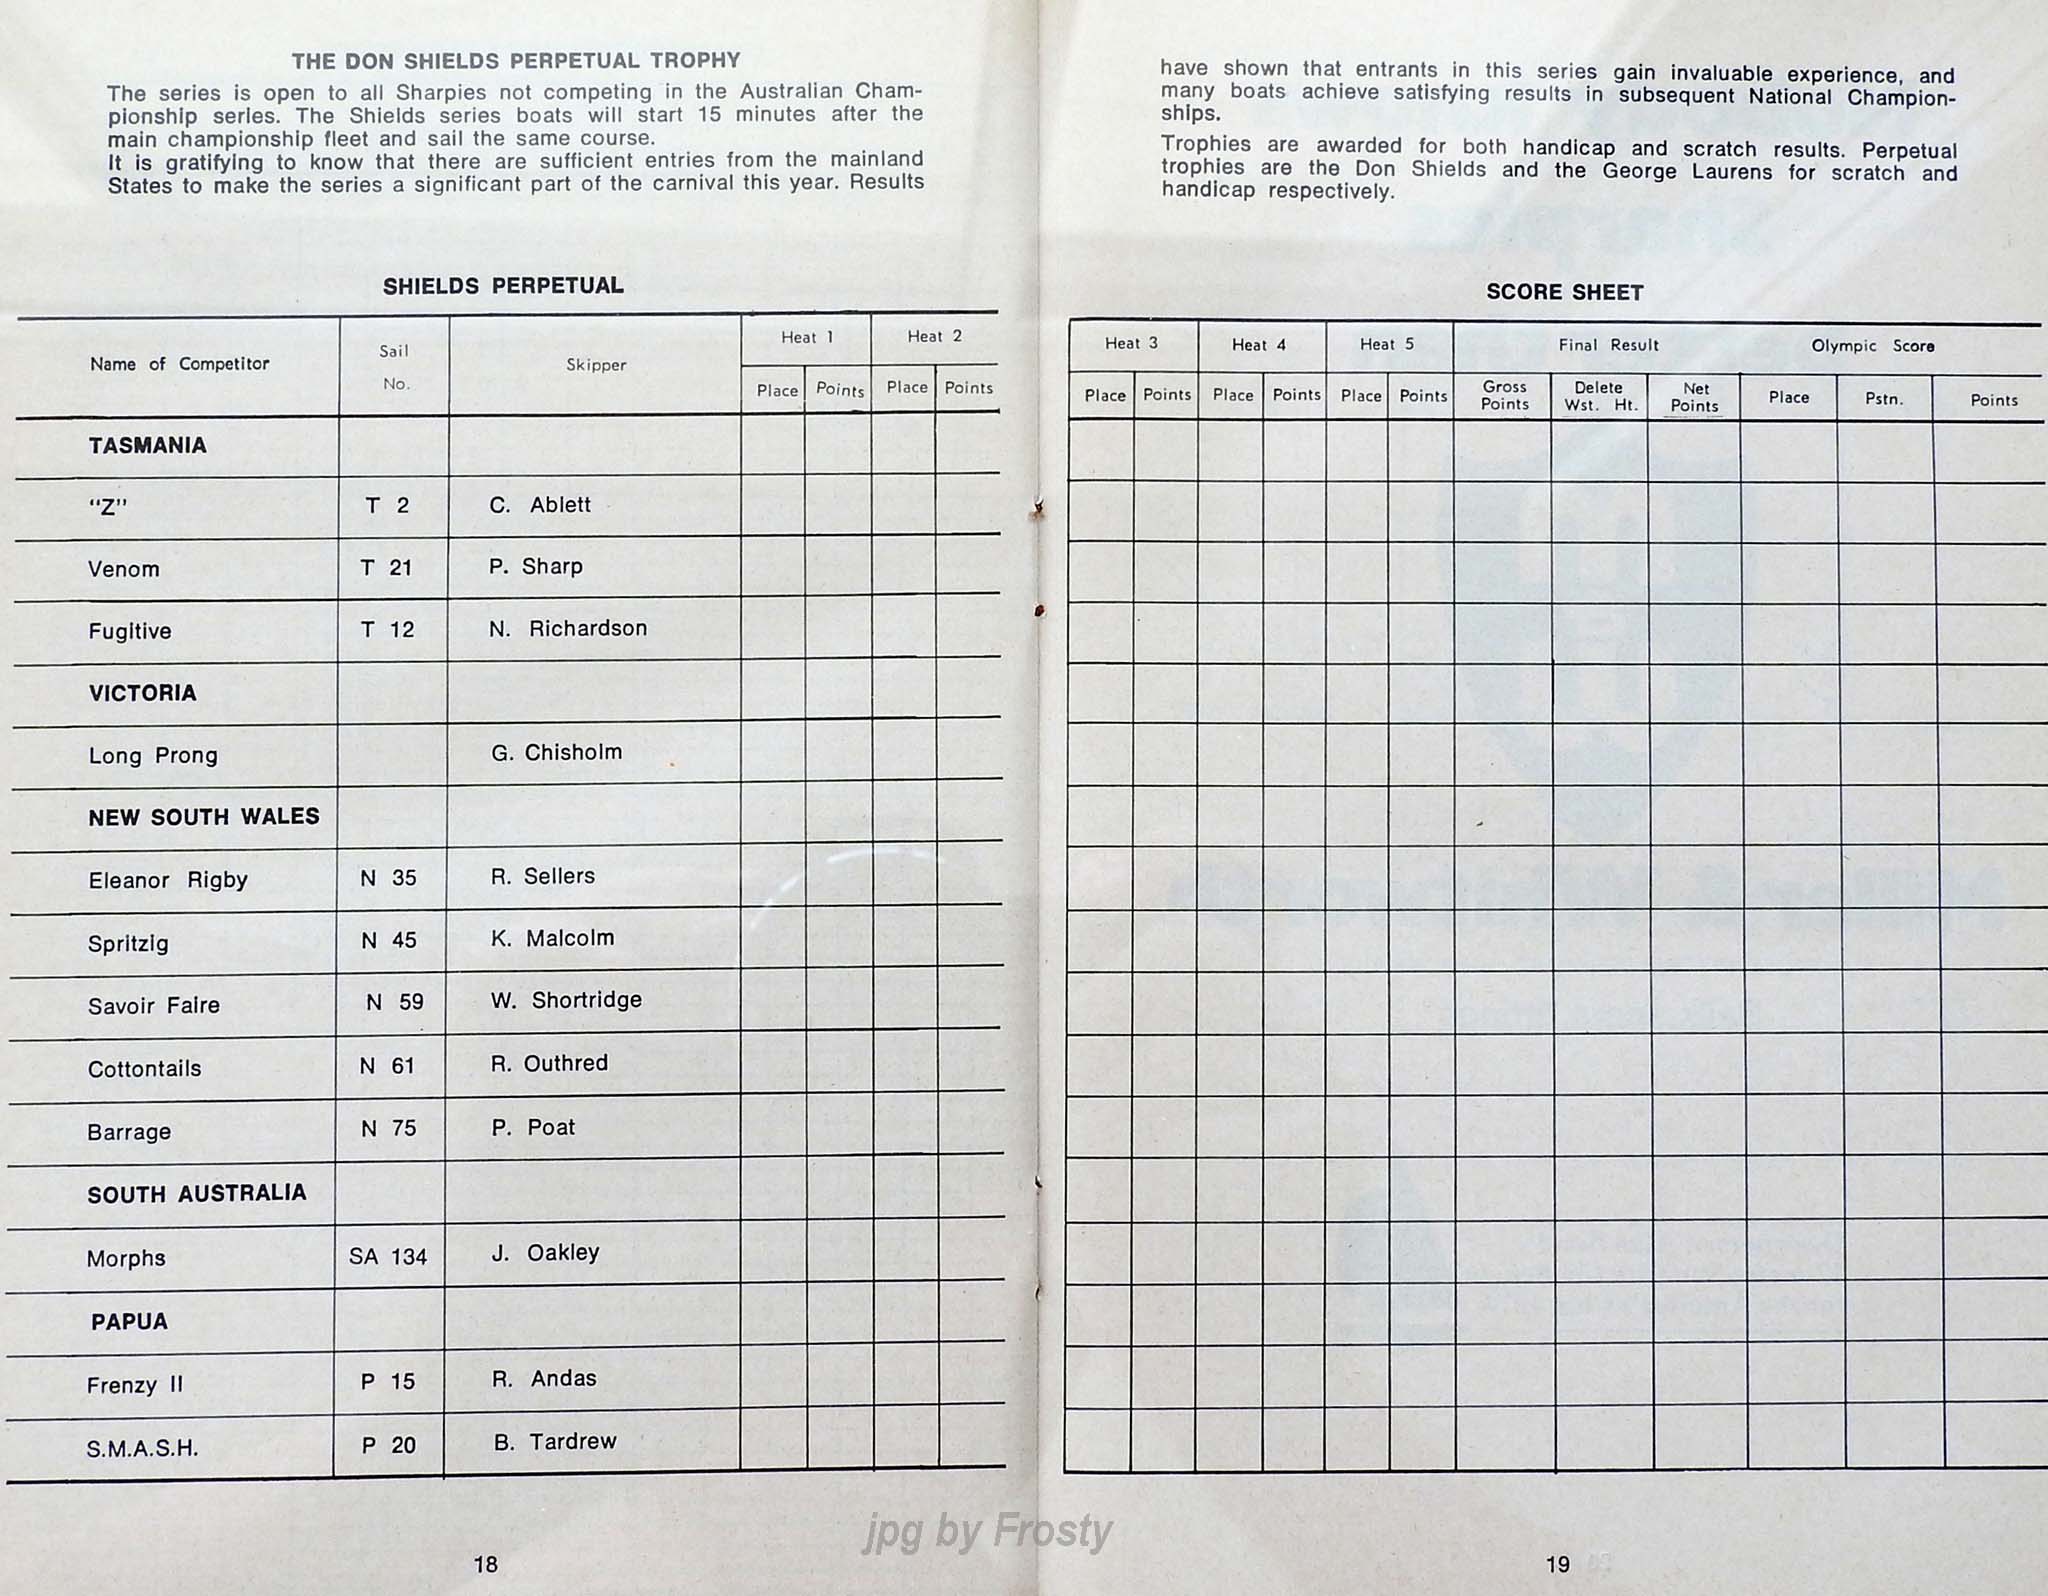 THE DON SHIELDS PERPETUAL TROPHY
The series is open to all Sharpies not competing in the Australian Cham-
pionship series. The Shields series boats will start 15 minutes after the
main championship fleet and sail the same course.
It is gratifying to know that there are sufficient entries from the mainland
States to make the series a significant part of the carnival this year. Results
SHIELDS PERPETUAL
Name of Competitor Sail No. Skipper Heat 1 Heat 2
Place Points Place Points
TASMANIA
"Z" T 2 C. Ablett
Venom T 21 P. Sharp
Fugitive T 12 N. Richardson
VICTORIA
Long Prong G. Chisholm
NEW SOUTH WALES
Eleanor Rigby N 35 R. Sellers
Spritzig N 45 K. Malcolm
Savoir Faire N 59 W. Shortridge
Cottontails N 61 R. Outhred
Barrage N 75 P. Poat
SOUTH AUSTRALIA
Morphs SA 134 J. Oakley
PAPUA
Frenzy II P 15 R. Andas
S.M.A.S.H. P 20 B. Tardrew
18
have shown that entrants in this series gain invaluable experience, and
many boats achieve satisfying results in subsequent National Champion-
ships.
Trophies are awarded for both handicap and scratch results. Perpetual
trophies are the Don Shields and the George Laurens for scratch and
handicap respectively.
SCORE SHEET
Heat 3 Heat 4 Heat 5 Final Result Olympic Score
Place Points Place Points Place Points Gross Points Delete Wst. Ht. Net Points Place Pstn. Points
19
jpg by Frosty